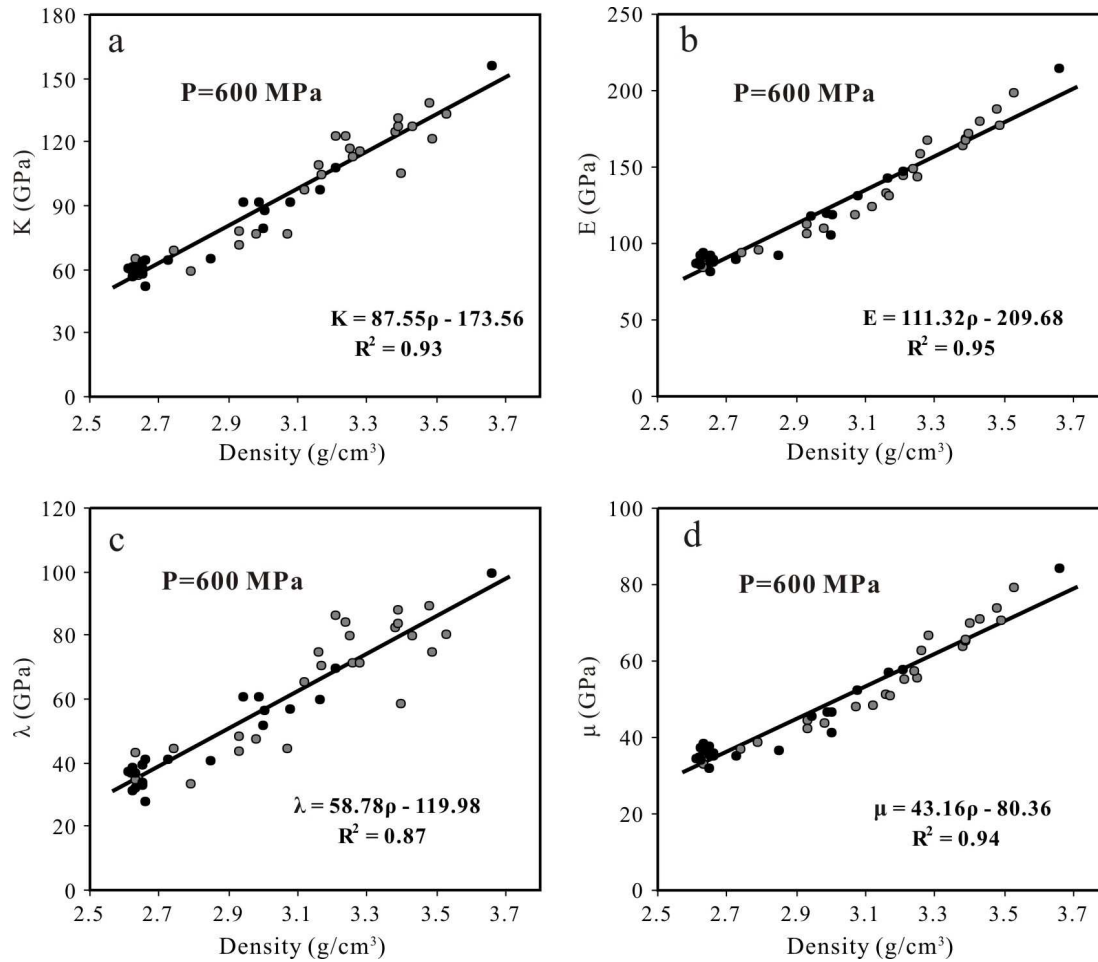 a
P=600 MPa
K = 87.55ρ - 173.56
R² = 0.93
K (GPa)
180
150
120
90
60
30
0
2.5 2.7 2.9 3.1 3.3 3.5 3.7
Density (g/cm³)
b
P=600 MPa
E = 111.32ρ - 209.68
R² = 0.95
E (GPa)
250
200
150
100
50
0
2.5 2.7 2.9 3.1 3.3 3.5 3.7
Density (g/cm³)
c
P=600 MPa
λ = 58.78ρ - 119.98
R² = 0.87
λ (GPa)
120
100
80
60
40
20
0
2.5 2.7 2.9 3.1 3.3 3.5 3.7
Density (g/cm³)
d
P=600 MPa
μ = 43.16ρ - 80.36
R² = 0.94
μ (GPa)
100
80
60
40
20
0
2.5 2.7 2.9 3.1 3.3 3.5 3.7
Density (g/cm³)